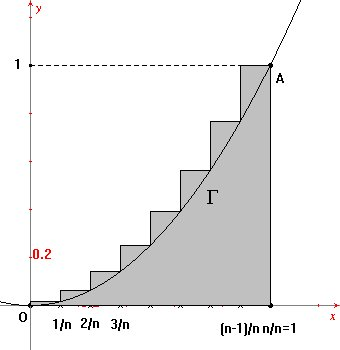 y
1
A
Γ
0.2
O
x
1/n 2/n 3/n (n-1)/n n/n=1